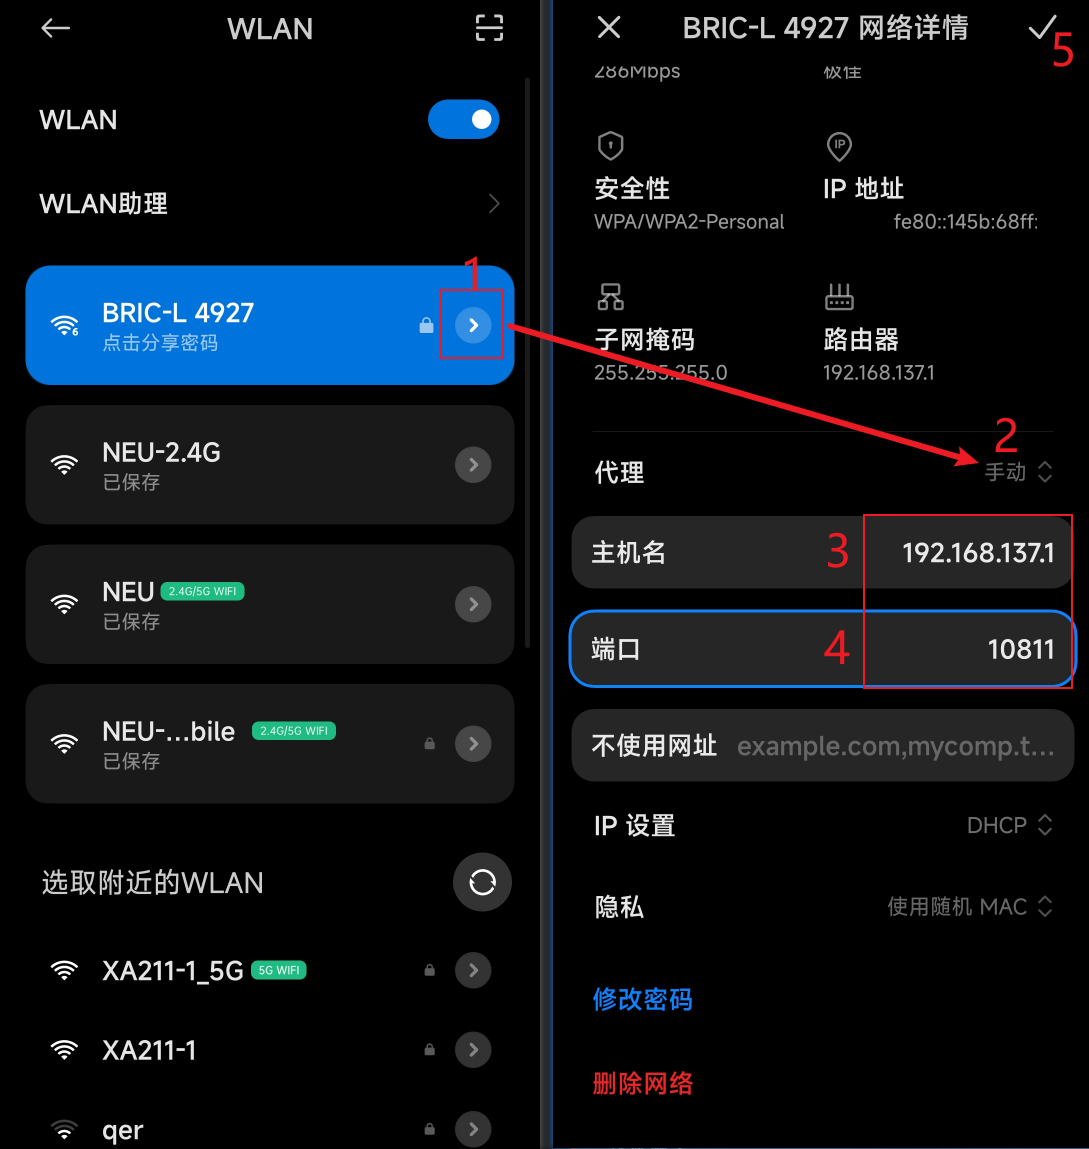 WLAN
WLAN
WLAN助理
1
BRIC-L 4927
点击分享密码
NEU-2.4G
已保存
NEU 2.4G/5G WIFI
已保存
NEU-...bile 2.4G/5G WIFI
已保存
选取附近的WLAN
XA211-1_5G 5G WIFI
XA211-1
qer
BRIC-L 4927 网络详情
5
286Mbps 极佳
IP
安全性 IP 地址
WPA/WPA2-Personal fe80::145b:68ff:
子网掩码 路由器
255.255.255.0 192.168.137.1
2
代理 手动
主机名 3 192.168.137.1
端口 4 10811
不使用网址 example.com,mycomp.t...
IP 设置 DHCP
隐私 使用随机 MAC
修改密码
删除网络